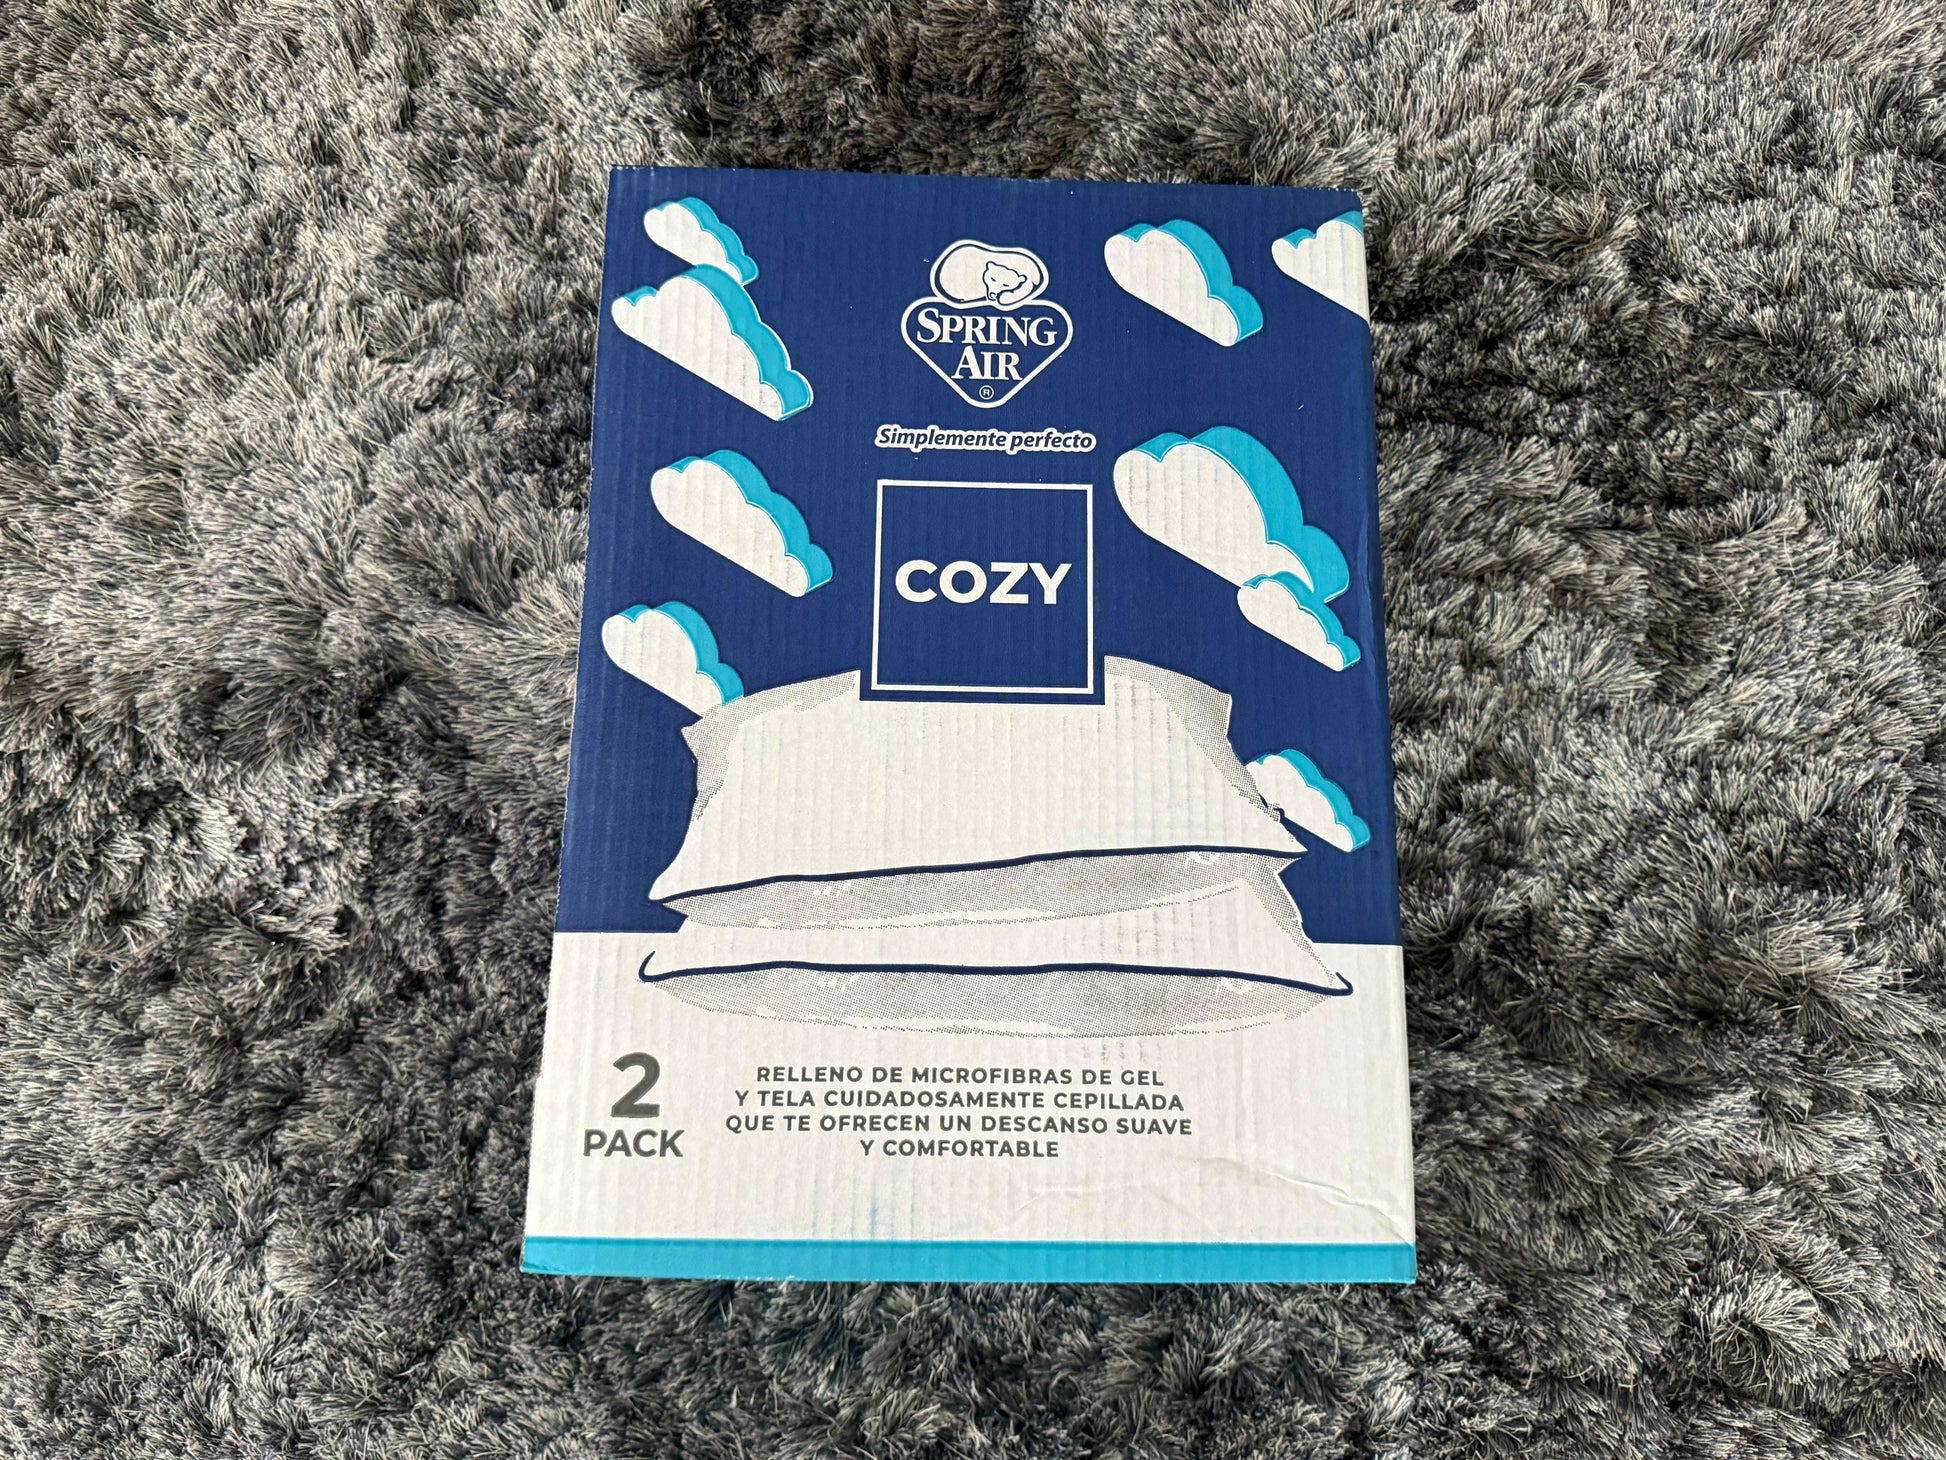 SPRING
AIR
®
Simplemente perfecto
COZY
2
PACK
RELLENO DE MICROFIBRAS DE GEL
Y TELA CUIDADOSAMENTE CEPILLADA
QUE TE OFRECEN UN DESCANSO SUAVE
Y COMFORTABLE